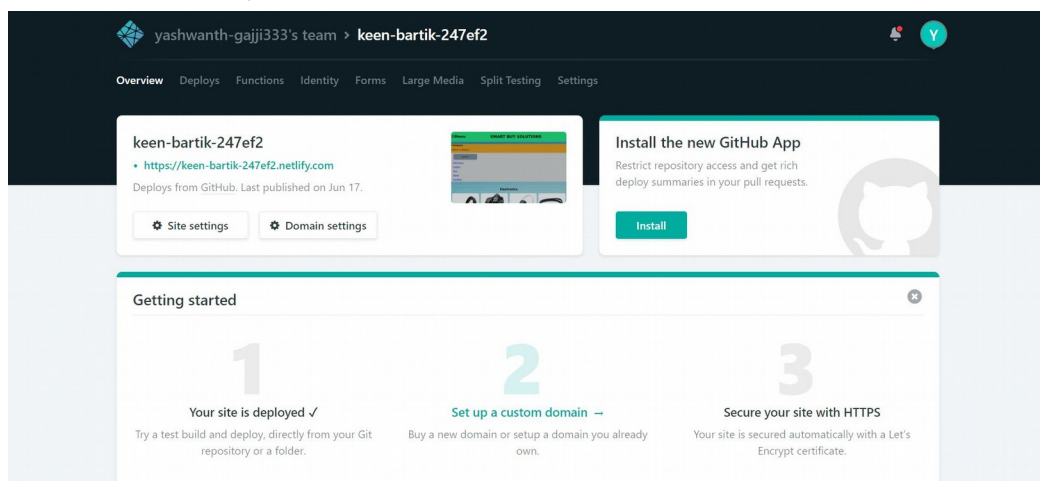 yashwanth-gajji333's team > keen-bartik-247ef2
Y
Overview Deploys Functions Identity Forms Large Media Split Testing Settings
keen-bartik-247ef2
• https://keen-bartik-247ef2.netlify.com
Deploys from GitHub. Last published on Jun 17.
Site settings
Domain settings
SMART BUY SOLUTIONS
Install the new GitHub App
Restrict repository access and get rich
deploy summaries in your pull requests.
Install
Getting started
1
Your site is deployed ✓
Try a test build and deploy, directly from your Git
repository or a folder.
2
Set up a custom domain →
Buy a new domain or setup a domain you already
own.
3
Secure your site with HTTPS
Your site is secured automatically with a Let's
Encrypt certificate.